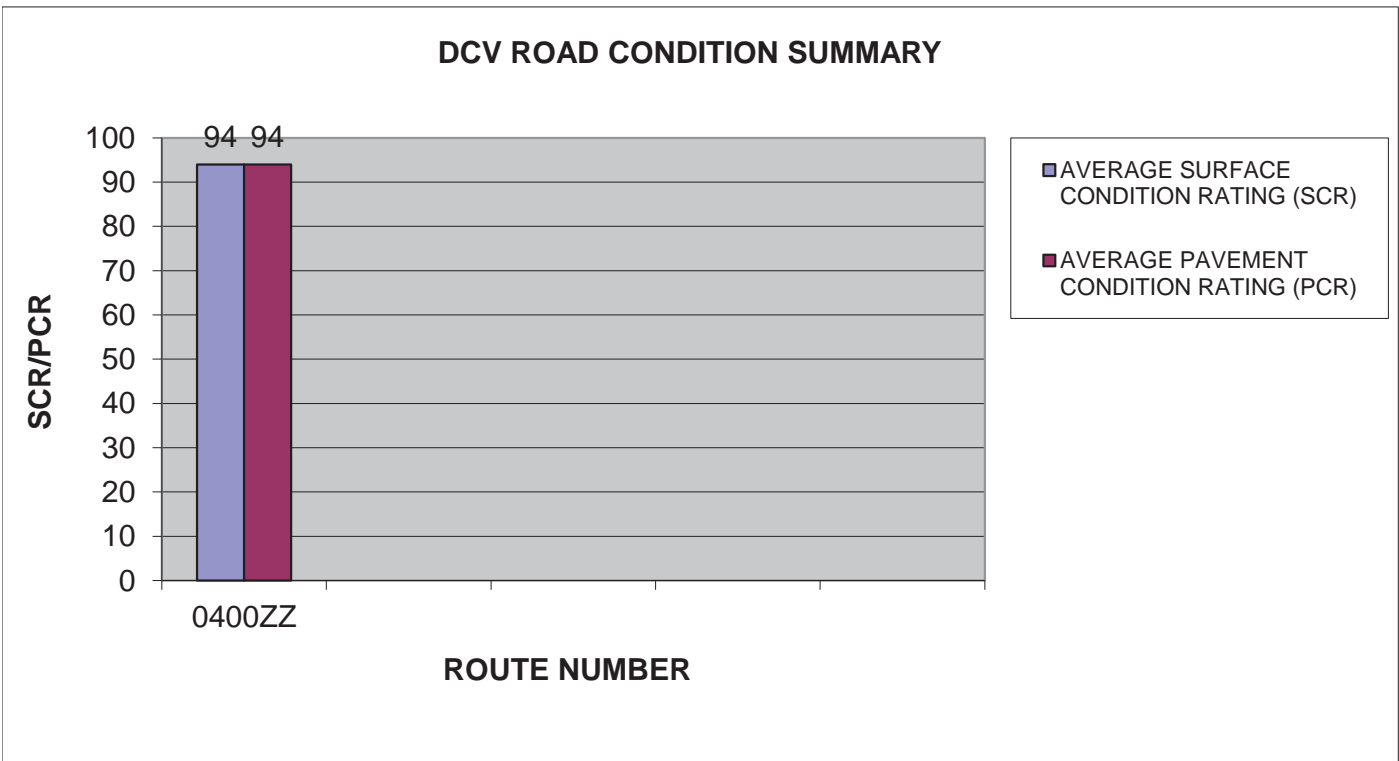 DCV ROAD CONDITION SUMMARY
94 94
100
90
80
70
60
50
40
30
20
10
0
SCR/PCR
0400ZZ
ROUTE NUMBER
AVERAGE SURFACE
CONDITION RATING (SCR)
AVERAGE PAVEMENT
CONDITION RATING (PCR)